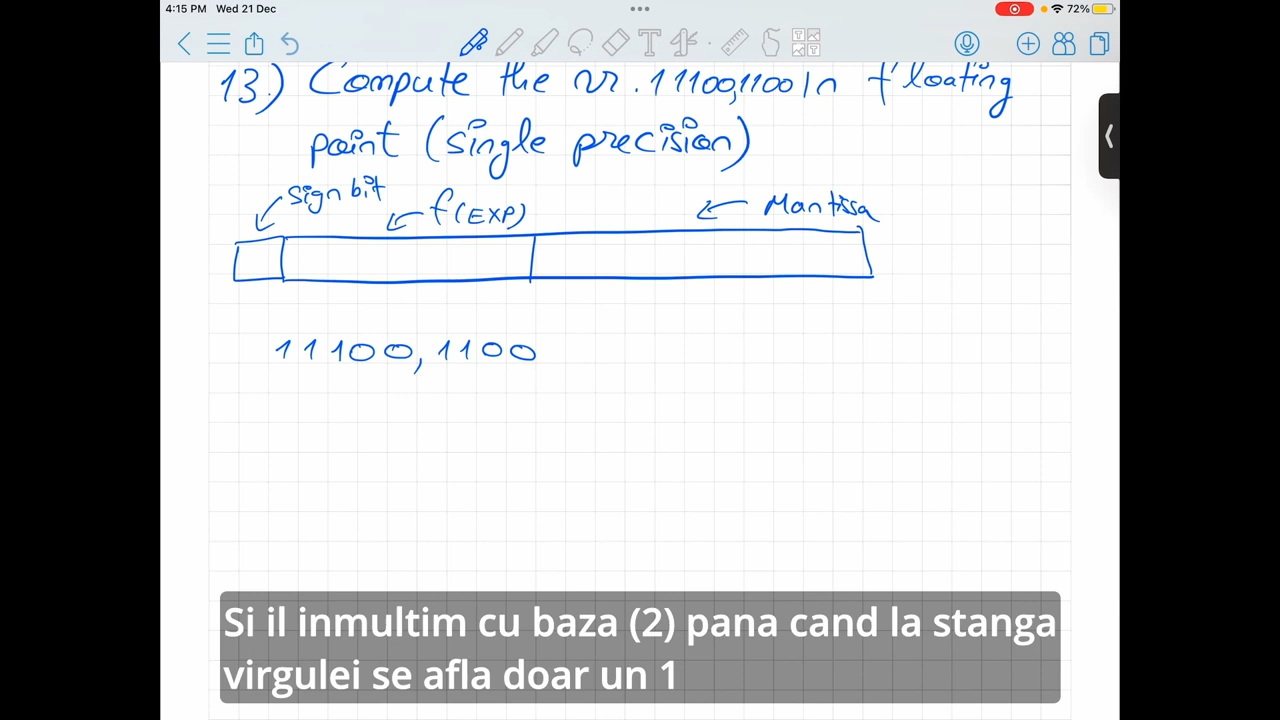 4:15 PM Wed 21 Dec
72%
13.) Compute the nr. 11100,1100 in floating
point (single precision)
sign bit
f(EXP)
Mantissa
11100,1100
Si il inmultim cu baza (2) pana cand la stanga
virgulei se afla doar un 1